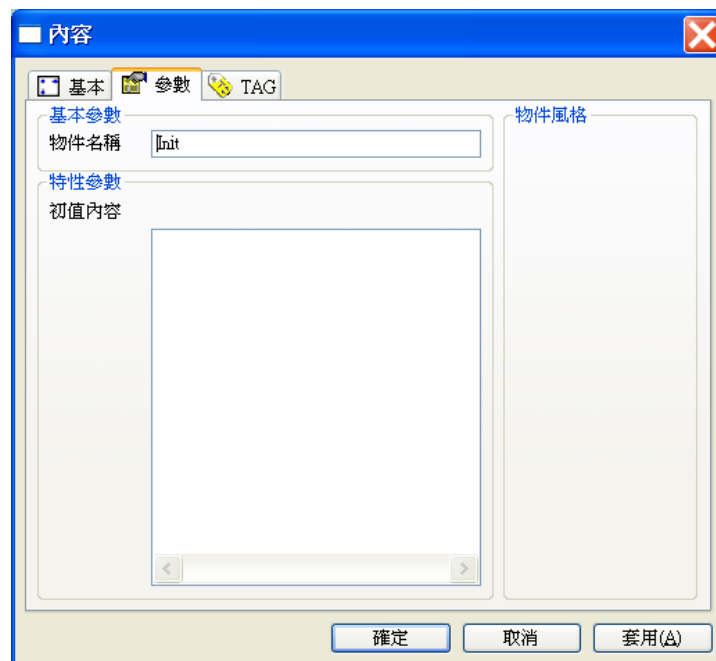 內容
基本 參數 TAG
基本參數
物件名稱 Init
物件風格
特性參數
初值內容
確定 取消 套用(A)